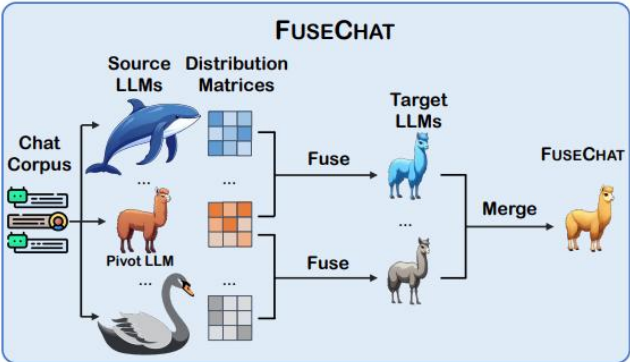 FUSECHAT
Source
LLMs
Distribution
Matrices
Target
LLMs
Chat
Corpus
Fuse
FUSECHAT
...
...
Merge
Pivot LLM
...
Fuse
...
...